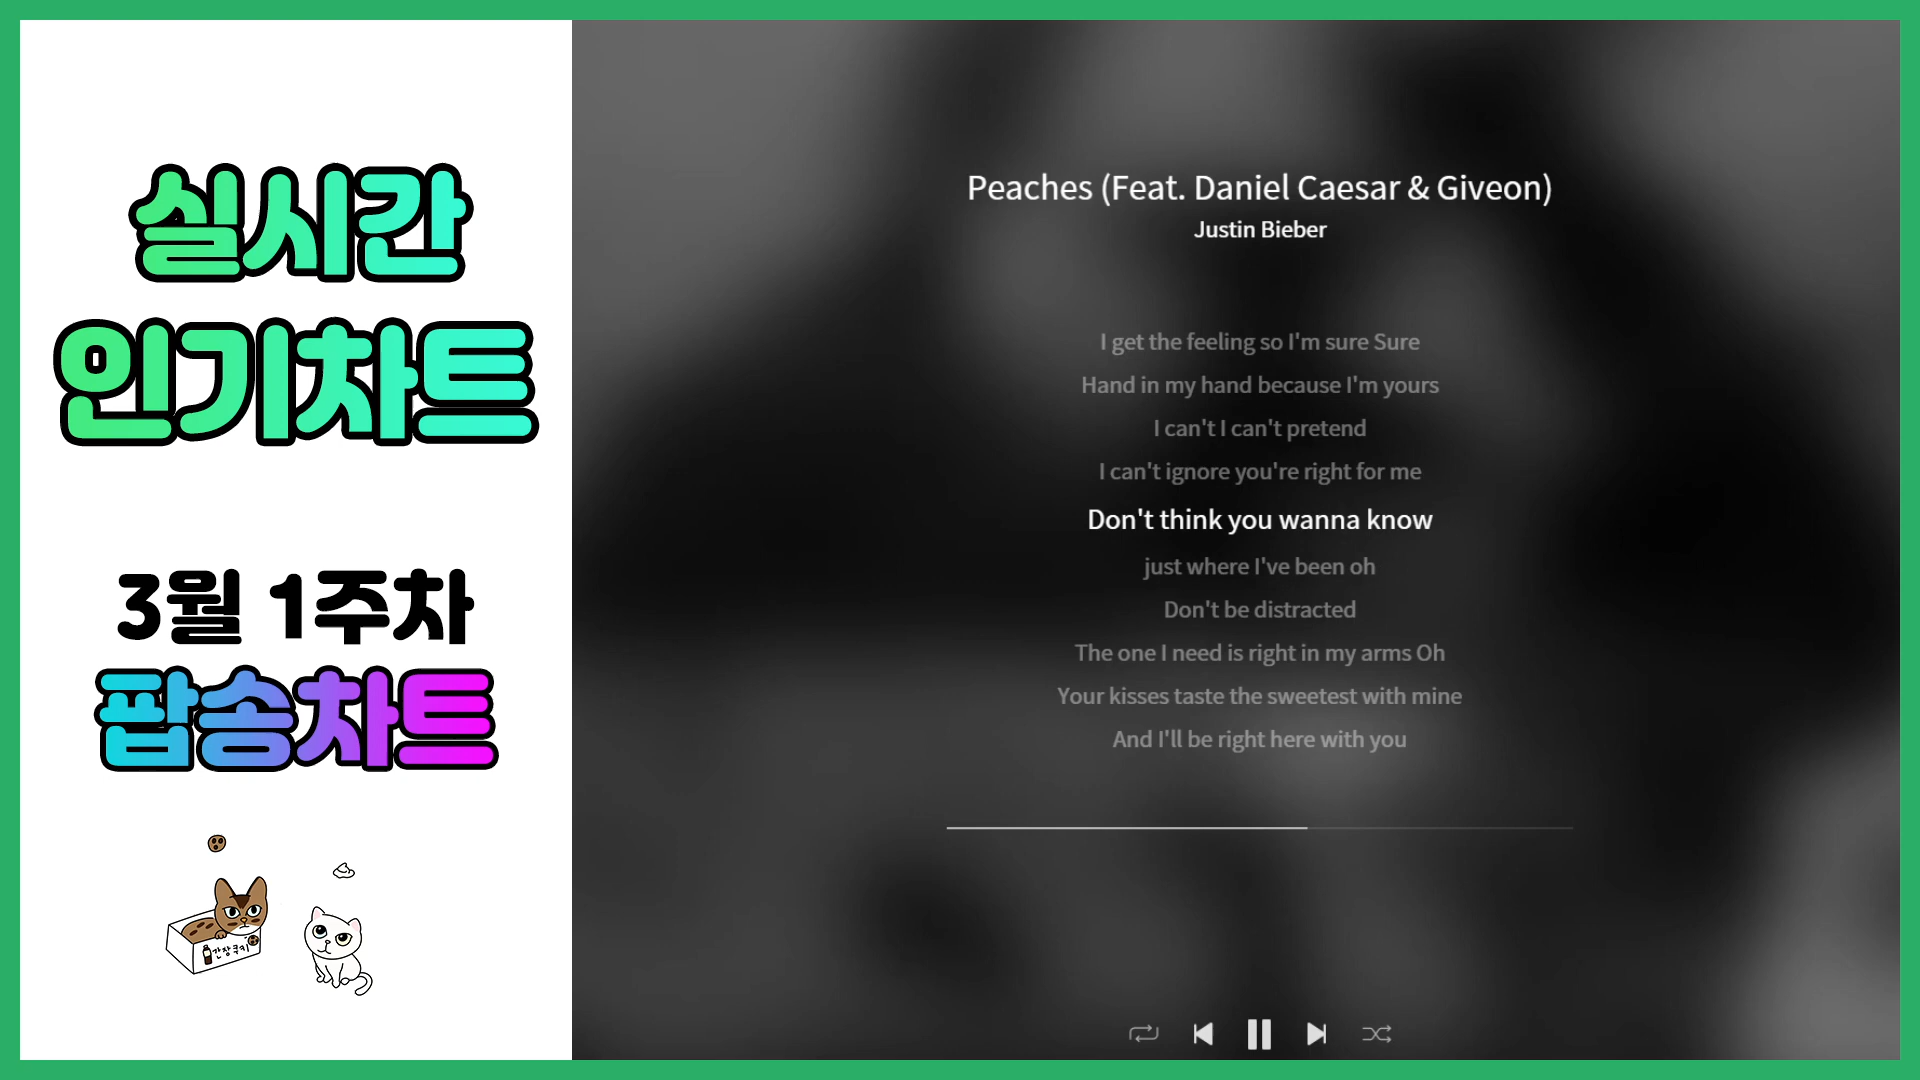 실시간
인기차트
3월 1주차
팝송차트
간장쿠키
Peaches (Feat. Daniel Caesar & Giveon)
Justin Bieber
I get the feeling so I'm sure Sure
Hand in my hand because I'm yours
I can't I can't pretend
I can't ignore you're right for me
Don't think you wanna know
just where I've been oh
Don't be distracted
The one I need is right in my arms Oh
Your kisses taste the sweetest with mine
And I'll be right here with you